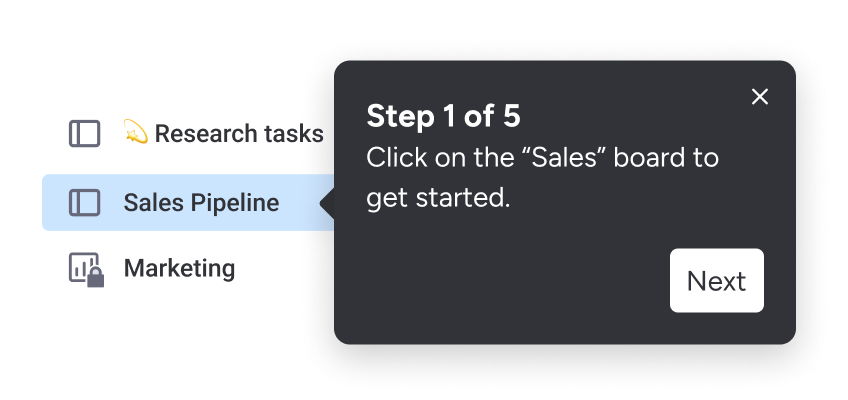 💫 Research tasks
Sales Pipeline
Marketing
Step 1 of 5
Click on the “Sales” board to
get started.
Next